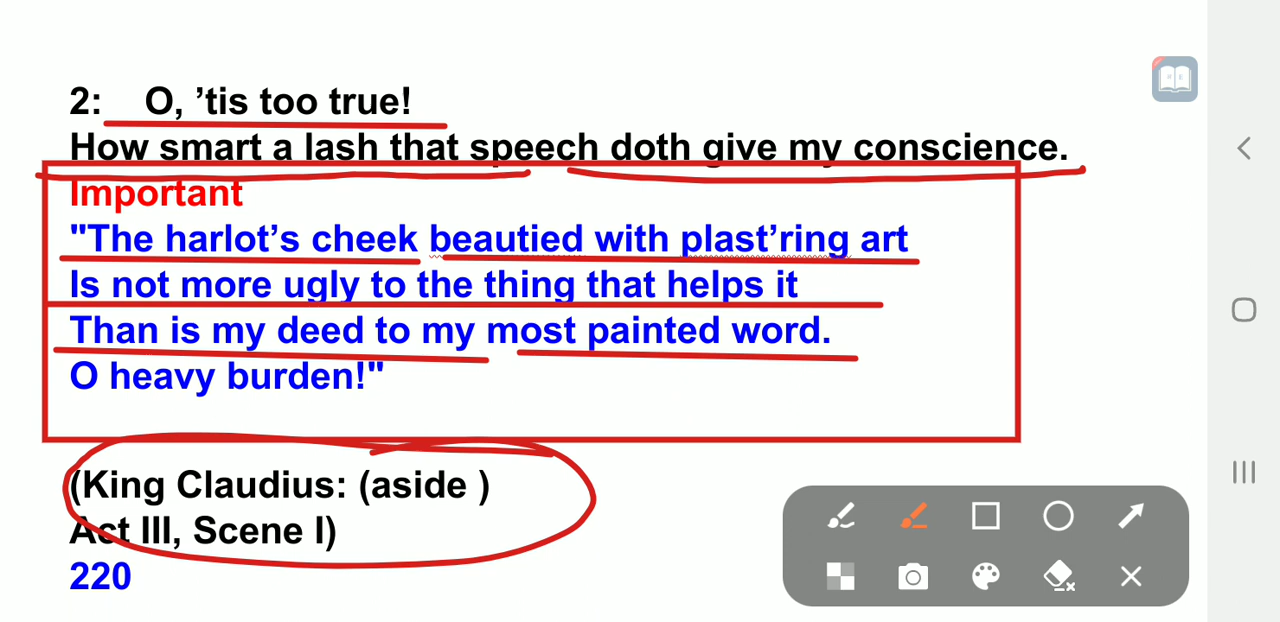 2: O, ’tis too true!
How smart a lash that speech doth give my conscience.
Important
"The harlot’s cheek beautied with plast’ring art
Is not more ugly to the thing that helps it
Than is my deed to my most painted word.
O heavy burden!"
(King Claudius: (aside )
Act III, Scene I)
220